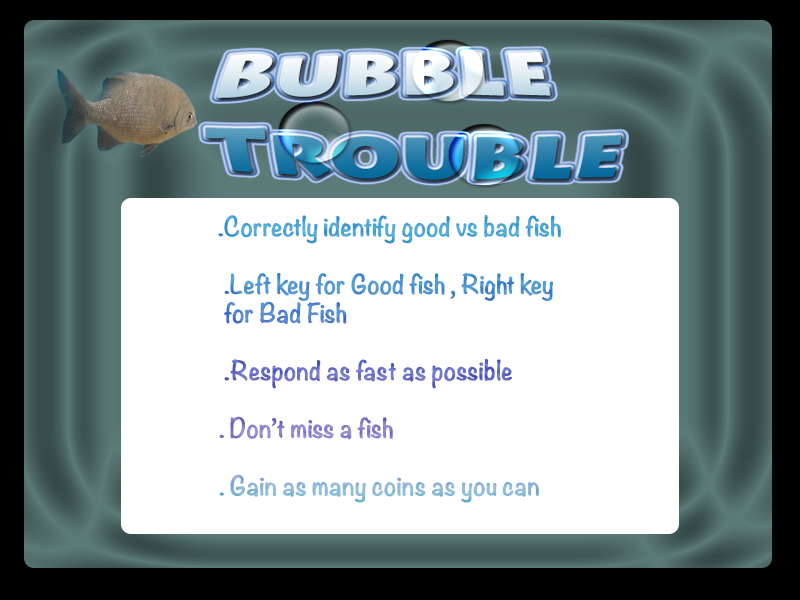 BUBBLE
TROUBLE
.Correctly identify good vs bad fish
.Left key for Good fish , Right key
for Bad Fish
.Respond as fast as possible
. Don't miss a fish
. Gain as many coins as you can